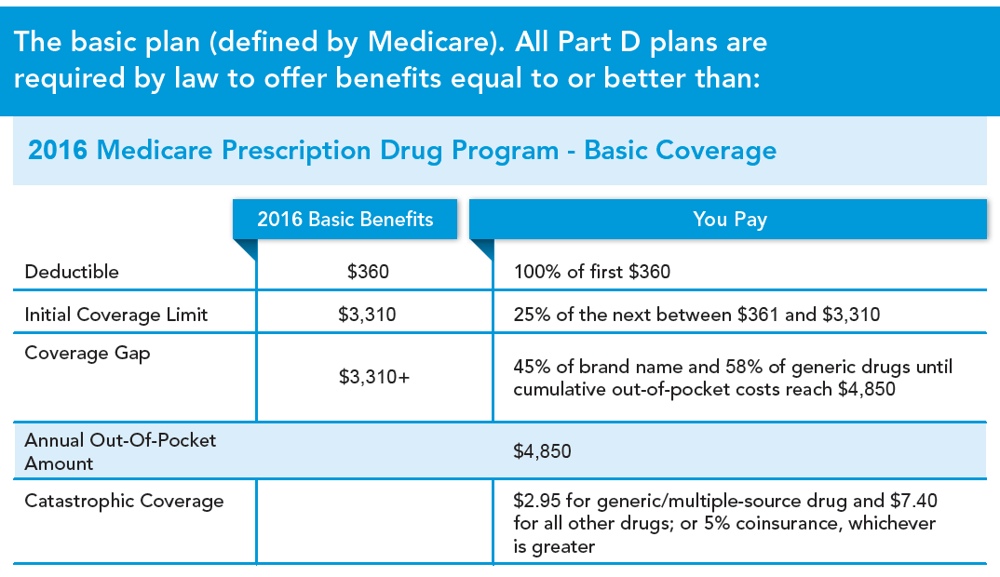 The basic plan (defined by Medicare). All Part D plans are
required by law to offer benefits equal to or better than:
2016 Medicare Prescription Drug Program - Basic Coverage
2016 Basic Benefits
You Pay
Deductible
$360
100% of first $360
Initial Coverage Limit
$3,310
25% of the next between $361 and $3,310
Coverage Gap
$3,310+
45% of brand name and 58% of generic drugs until
cumulative out-of-pocket costs reach $4,850
Annual Out-Of-Pocket
Amount
$4,850
Catastrophic Coverage
$2.95 for generic/multiple-source drug and $7.40
for all other drugs; or 5% coinsurance, whichever
is greater